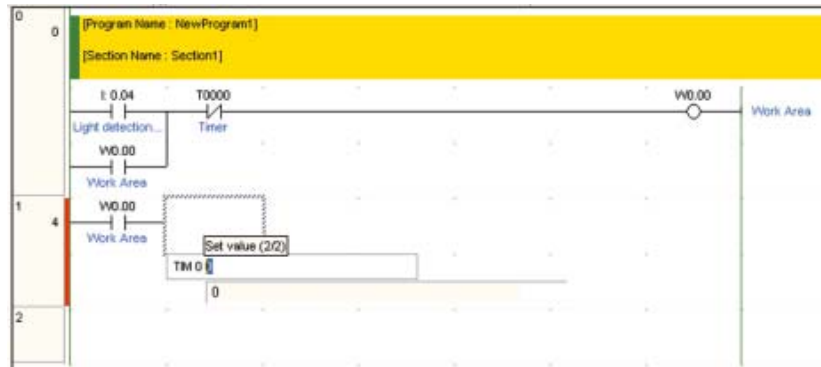 0
0
[Program Name : NewProgram1]
[Section Name : Section1]
I: 0.04 T0000 W0.00
Work Area
Light detection... Timer
W0.00
Work Area
1
4
W0.00
Work Area
Set value (2/2)
TIM 0 0
0
2